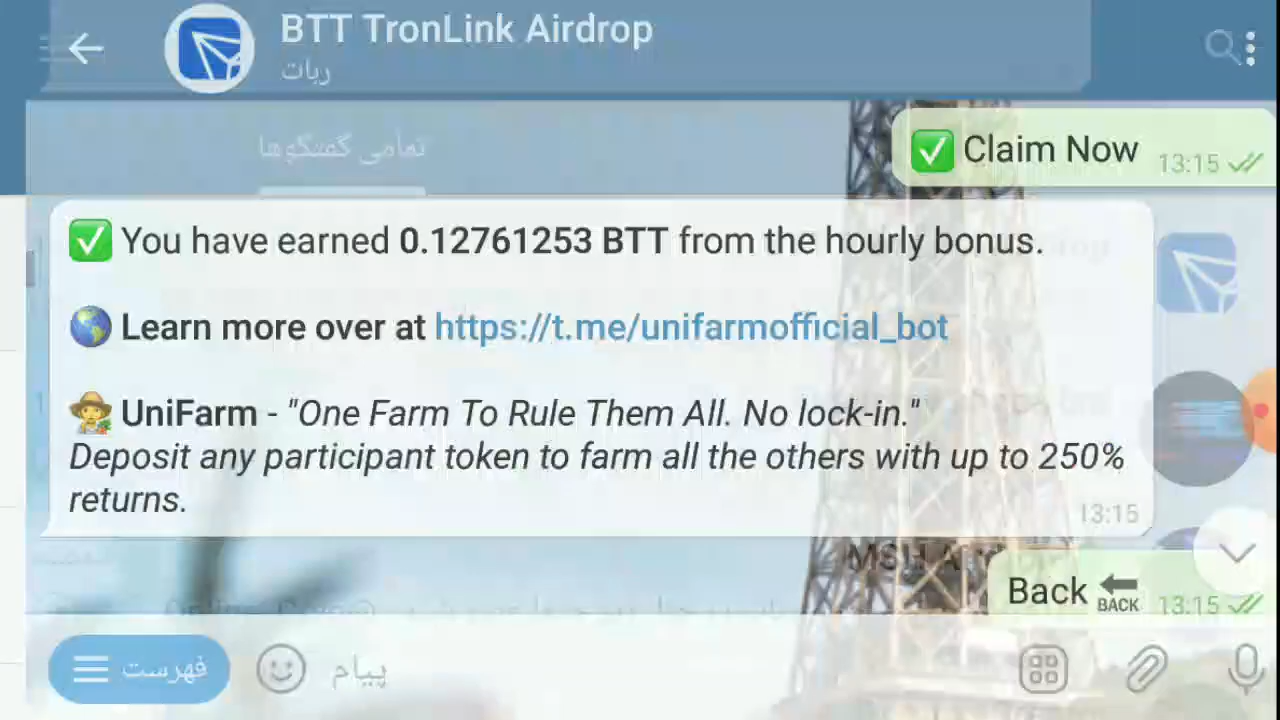 BTT TronLink Airdrop
ربات
تمامی گفتگوها
✅ Claim Now 13:15
✅ You have earned 0.12761253 BTT from the hourly bonus.
🌎 Learn more over at https://t.me/unifarmofficial_bot
👩‍🌾 UniFarm - "One Farm To Rule Them All. No lock-in."
Deposit any participant token to farm all the others with up to 250%
returns.
13:15
Back 🔙 BACK 13:15
فهرست
پیام